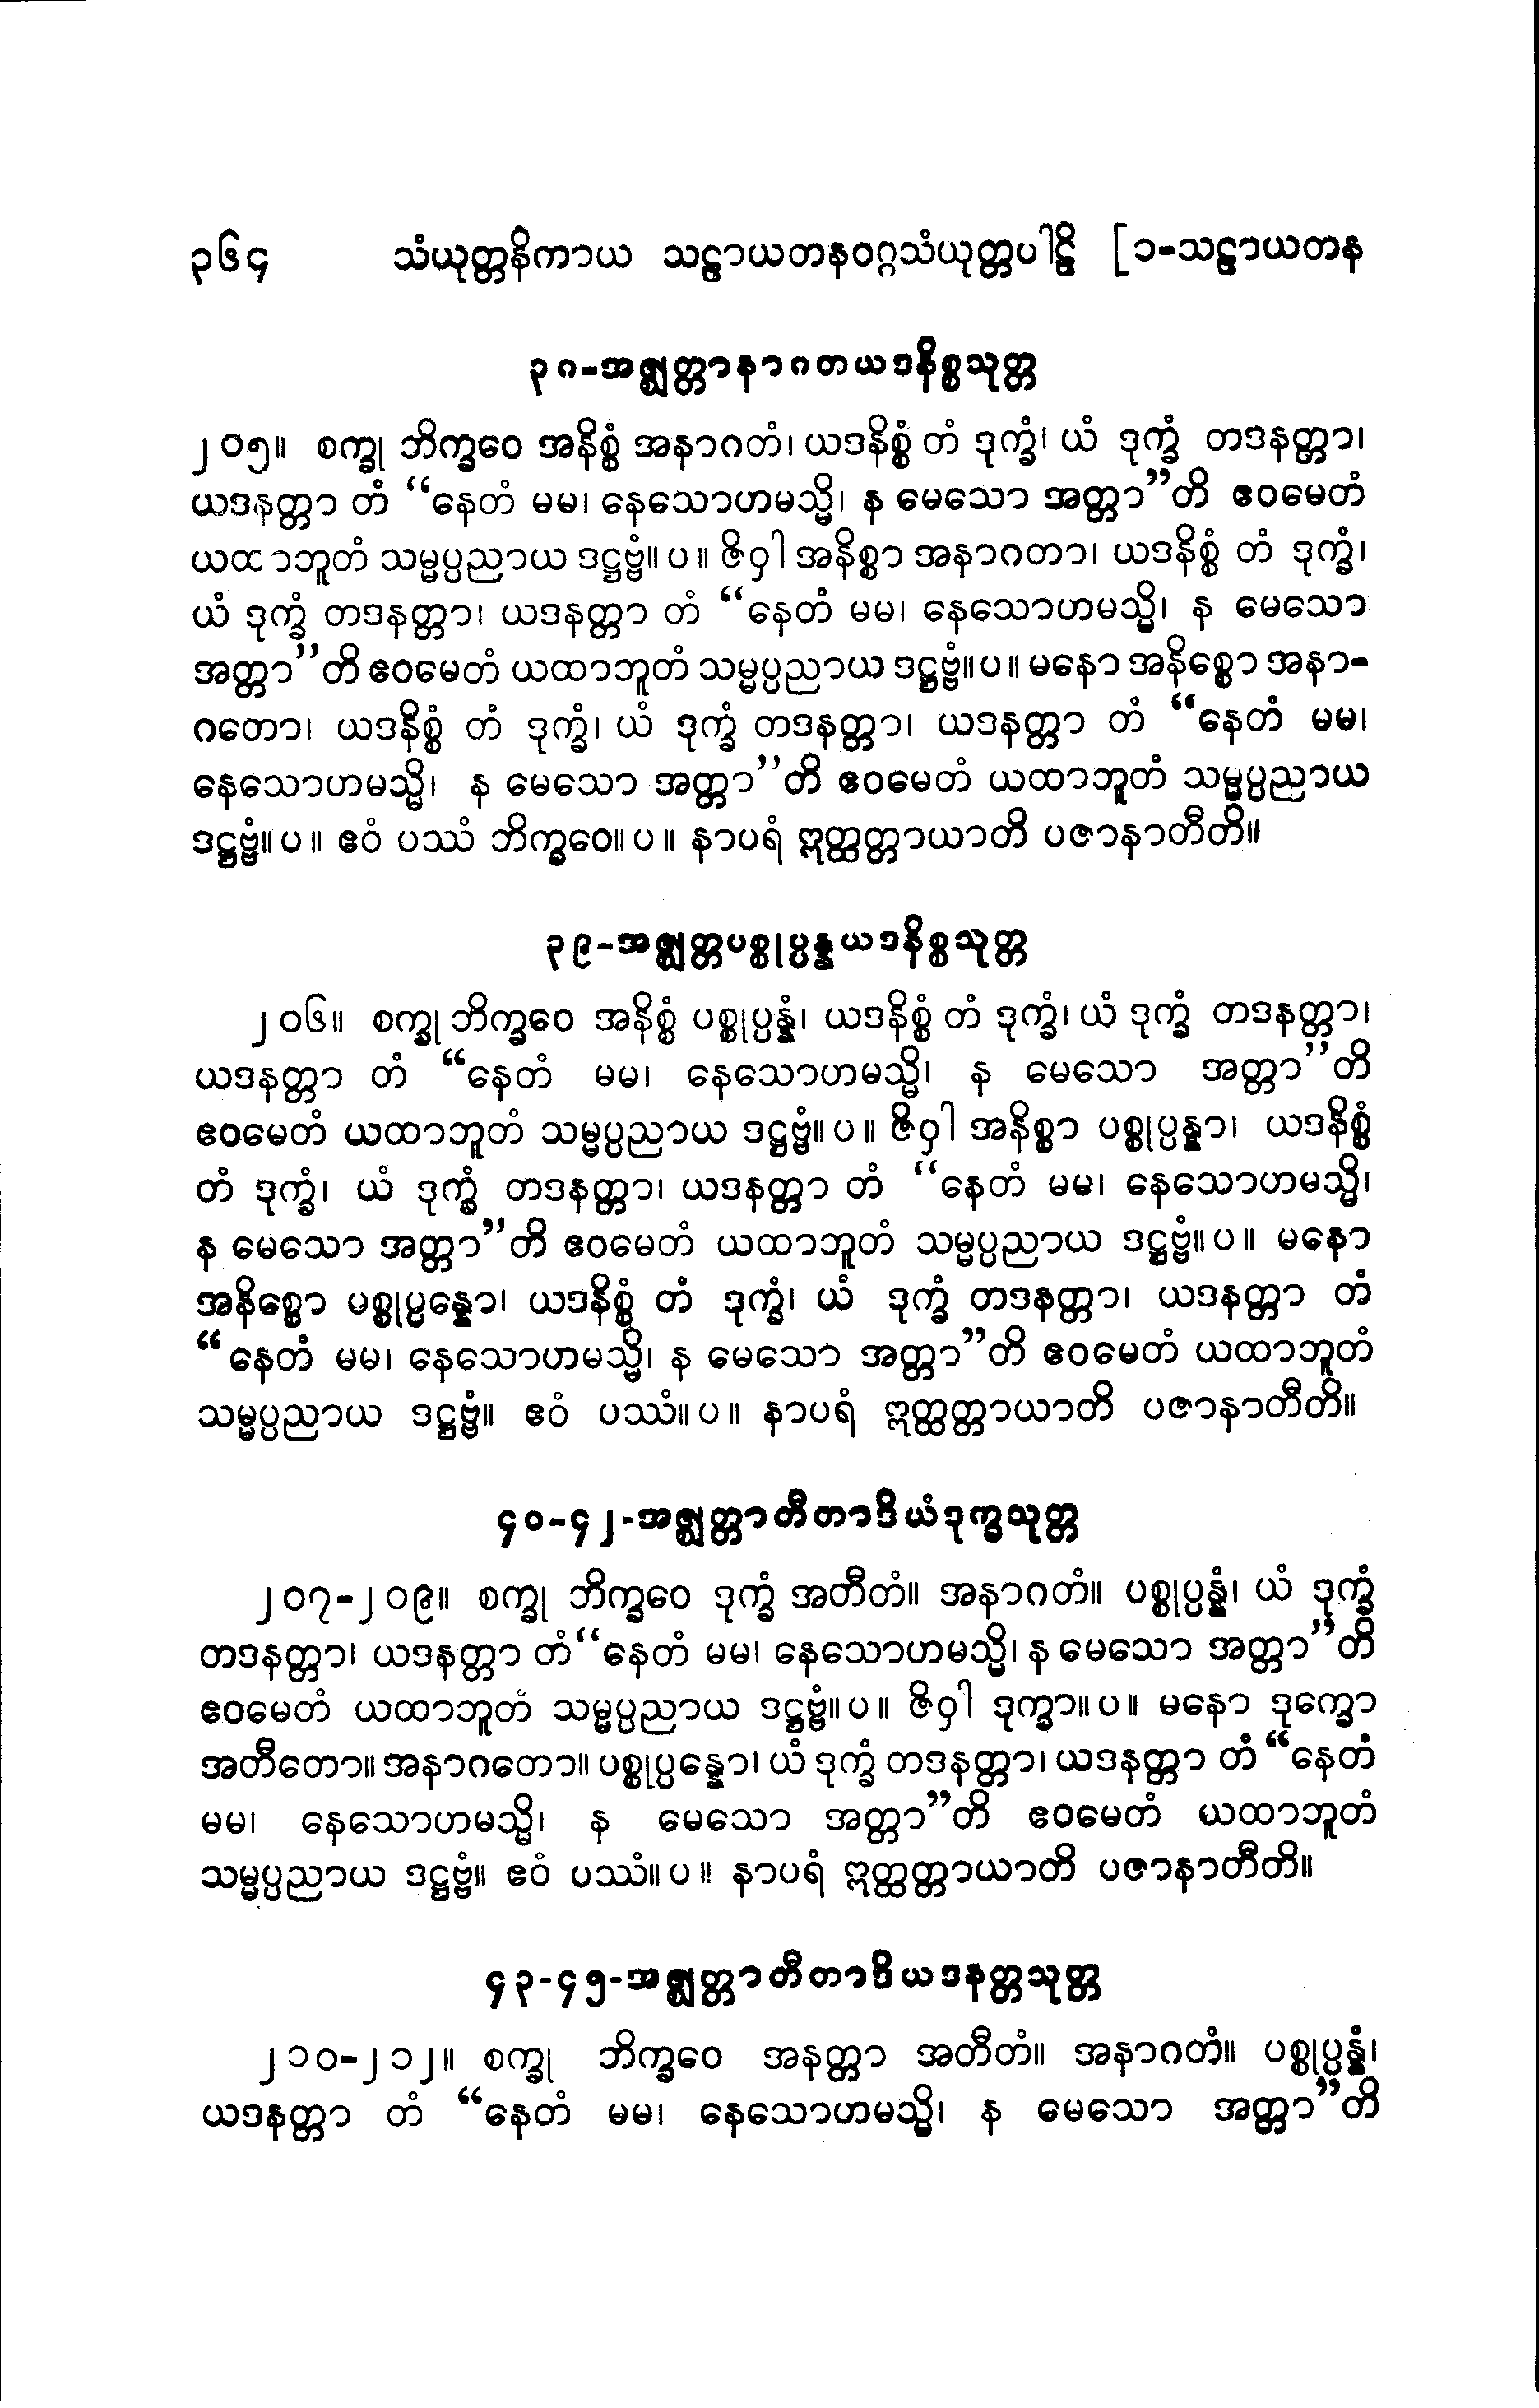 ၃၆၄ သံယုတ္တနိကာယ သဠာယတနဝဂ္ဂသံယုတ္တပါဠိ [၁-သဠာယတန
၃၈-အဇ္ဈတ္တာနာဂတယဒနိစ္စသုတ္တ
၂၀၅။ စက္ခု ဘိက္ခဝေ အနိစ္စံ အနာဂတံ၊ ယဒနိစ္စံ တံ ဒုက္ခံ၊ ယံ ဒုက္ခံ တဒနတ္တာ၊
ယဒနတ္တာ တံ “နေတံ မမ၊ နေသောဟမသ္မိ၊ န မေသော အတ္တာ”တိ ဧဝမေတံ
ယထာဘူတံ သမ္မပ္ပညာယ ဒဋ္ဌဗ္ဗံ။ပ။ ဇိဝှါ အနိစ္စာ အနာဂတာ၊ ယဒနိစ္စံ တံ ဒုက္ခံ၊
ယံ ဒုက္ခံ တဒနတ္တာ၊ ယဒနတ္တာ တံ “နေတံ မမ၊ နေသောဟမသ္မိ၊ န မေသော
အတ္တာ”တိ ဧဝမေတံ ယထာဘူတံ သမ္မပ္ပညာယ ဒဋ္ဌဗ္ဗံ။ပ။ မနော အနိစ္စော အနာ-
ဂတော၊ ယဒနိစ္စံ တံ ဒုက္ခံ၊ ယံ ဒုက္ခံ တဒနတ္တာ၊ ယဒနတ္တာ တံ “နေတံ မမ၊
နေသောဟမသ္မိ၊ န မေသော အတ္တာ”တိ ဧဝမေတံ ယထာဘူတံ သမ္မပ္ပညာယ
ဒဋ္ဌဗ္ဗံ။ပ။ ဧဝံ ပဿံ ဘိက္ခဝေ။ပ။ နာပရံ ဣတ္ထတ္တာယာတိ ပဇာနာတီတိ။
၃၉-အဇ္ဈတ္တပစ္စုပ္ပန္နယဒနိစ္စသုတ္တ
၂၀၆။ စက္ခု ဘိက္ခဝေ အနိစ္စံ ပစ္စုပ္ပန္နံ၊ ယဒနိစ္စံ တံ ဒုက္ခံ၊ ယံ ဒုက္ခံ တဒနတ္တာ၊
ယဒနတ္တာ တံ “နေတံ မမ၊ နေသောဟမသ္မိ၊ န မေသော အတ္တာ”တိ
ဧဝမေတံ ယထာဘူတံ သမ္မပ္ပညာယ ဒဋ္ဌဗ္ဗံ။ပ။ ဇိဝှါ အနိစ္စာ ပစ္စုပ္ပန္နာ၊ ယဒနိစ္စံ
တံ ဒုက္ခံ၊ ယံ ဒုက္ခံ တဒနတ္တာ၊ ယဒနတ္တာ တံ “နေတံ မမ၊ နေသောဟမသ္မိ၊
န မေသော အတ္တာ”တိ ဧဝမေတံ ယထာဘူတံ သမ္မပ္ပညာယ ဒဋ္ဌဗ္ဗံ။ပ။ မနော
အနိစ္စော ပစ္စုပ္ပန္နော၊ ယဒနိစ္စံ တံ ဒုက္ခံ၊ ယံ ဒုက္ခံ တဒနတ္တာ၊ ယဒနတ္တာ တံ
“နေတံ မမ၊ နေသောဟမသ္မိ၊ န မေသော အတ္တာ”တိ ဧဝမေတံ ယထာဘူတံ
သမ္မပ္ပညာယ ဒဋ္ဌဗ္ဗံ။ ဧဝံ ပဿံ။ပ။ နာပရံ ဣတ္ထတ္တာယာတိ ပဇာနာတီတိ။
၄၀-၄၂-အဇ္ဈတ္တာတီတာဒိယံဒုက္ခသုတ္တ
၂၀၇-၂၀၉။ စက္ခု ဘိက္ခဝေ ဒုက္ခံ အတီတံ။ အနာဂတံ။ ပစ္စုပ္ပန္နံ၊ ယံ ဒုက္ခံ
တဒနတ္တာ၊ ယဒနတ္တာ တံ “နေတံ မမ၊ နေသောဟမသ္မိ၊ န မေသော အတ္တာ”တိ
ဧဝမေတံ ယထာဘူတံ သမ္မပ္ပညာယ ဒဋ္ဌဗ္ဗံ။ပ။ ဇိဝှါ ဒုက္ခာ။ပ။ မနော ဒုက္ခော
အတီတော။ အနာဂတော။ ပစ္စုပ္ပန္နော၊ ယံ ဒုက္ခံ တဒနတ္တာ၊ ယဒနတ္တာ တံ “နေတံ
မမ၊ နေသောဟမသ္မိ၊ န မေသော အတ္တာ”တိ ဧဝမေတံ ယထာဘူတံ
သမ္မပ္ပညာယ ဒဋ္ဌဗ္ဗံ။ ဧဝံ ပဿံ။ပ။ နာပရံ ဣတ္ထတ္တာယာတိ ပဇာနာတီတိ။
၄၃-၄၅-အဇ္ဈတ္တာတီတာဒိယဒနတ္တသုတ္တ
၂၁၀-၂၁၂။ စက္ခု ဘိက္ခဝေ အနတ္တာ အတီတံ။ အနာဂတံ။ ပစ္စုပ္ပန္နံ၊
ယဒနတ္တာ တံ “နေတံ မမ၊ နေသောဟမသ္မိ၊ န မေသော အတ္တာ”တိ